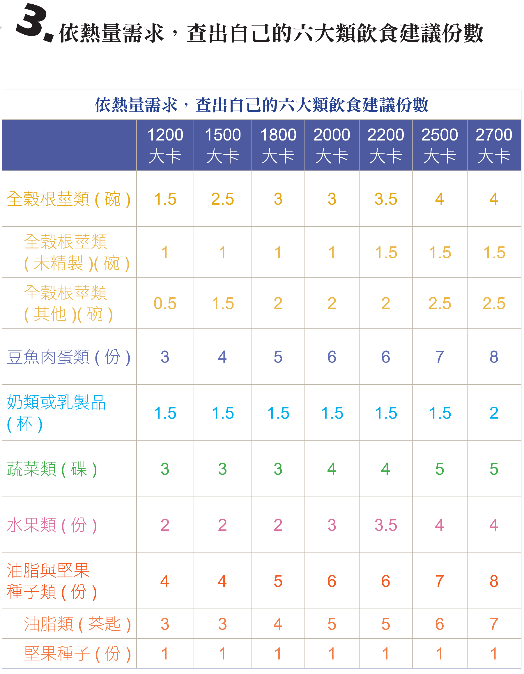 3. 依熱量需求，查出自己的六大類飲食建議份數
依熱量需求，查出自己的六大類飲食建議份數
1200 1500 1800 2000 2200 2500 2700
大卡 大卡 大卡 大卡 大卡 大卡 大卡
全穀根莖類 ( 碗 ) 1.5 2.5 3 3 3.5 4 4
全穀根莖類
( 未精製 )( 碗 ) 1 1 1 1 1.5 1.5 1.5
全穀根莖類
( 其他 )( 碗 ) 0.5 1.5 2 2 2 2.5 2.5
豆魚肉蛋類 ( 份 ) 3 4 5 6 6 7 8
奶類或乳製品
( 杯 ) 1.5 1.5 1.5 1.5 1.5 1.5 2
蔬菜類 ( 碟 ) 3 3 3 4 4 5 5
水果類 ( 份 ) 2 2 2 3 3.5 4 4
油脂與堅果
種子類 ( 份 ) 4 4 5 6 6 7 8
油脂類 ( 茶匙 ) 3 3 4 5 5 6 7
堅果種子 ( 份 ) 1 1 1 1 1 1 1